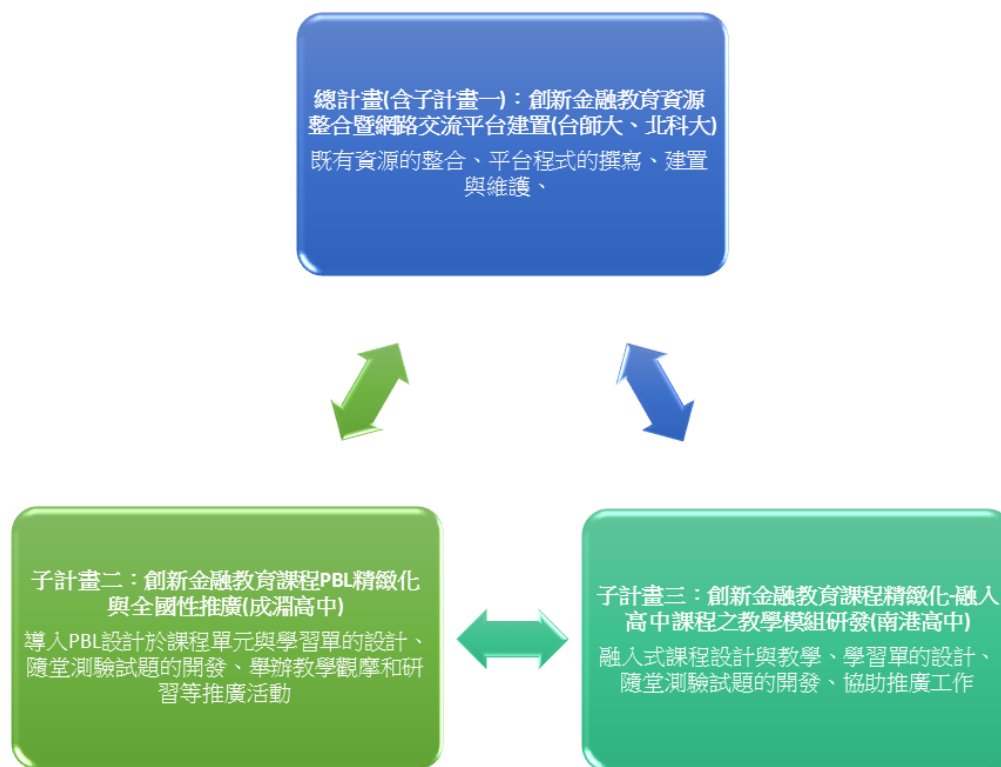 總計畫(含子計畫一)：創新金融教育資源
整合暨網路交流平台建置(台師大、北科大)
既有資源的整合、平台程式的撰寫、建置
與維護、
子計畫二：創新金融教育課程PBL精緻化
與全國性推廣(成淵高中)
導入PBL設計於課程單元與學習單的設計、
隨堂測驗試題的開發、舉辦教學觀摩和研
習等推廣活動
子計畫三：創新金融教育課程精緻化-融入
高中課程之教學模組研發(南港高中)
融入式課程設計與教學、學習單的設計、
隨堂測驗試題的開發、協助推廣工作